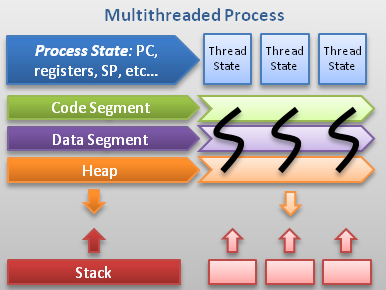 Multithreaded Process
Process State: PC,
registers, SP, etc...
Thread
State
Thread
State
Thread
State
Code Segment
Data Segment
Heap
Stack